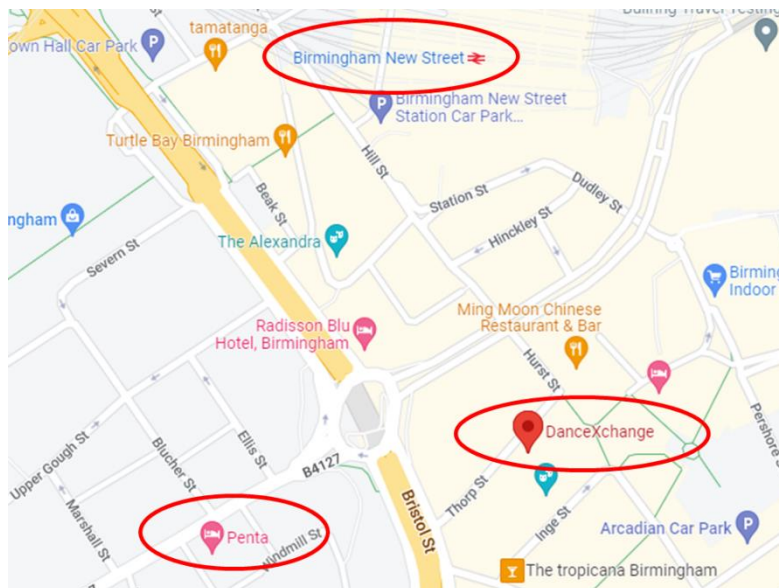 Building Travel Testing
tamatanga
own Hall Car Park
P
Birmingham New Street
P
Birmingham New Street
Station Car Park...
Turtle Bay Birmingham
Hill St
Beak St
Station St
Dudley St
Hinckley St
ingham
The Alexandra
Severn St
Birming
Indoor
Ming Moon Chinese
Restaurant & Bar
Radisson Blu
Hotel, Birmingham
Hurst St
DanceXchange
Pershore St
Upper Gough St
Blucher St
Ellis St
B4127
Thorp St
Bristol St
Marshall St
Penta
Windmill St
Inge St
Arcadian Car Park
P
The tropicana Birmingham